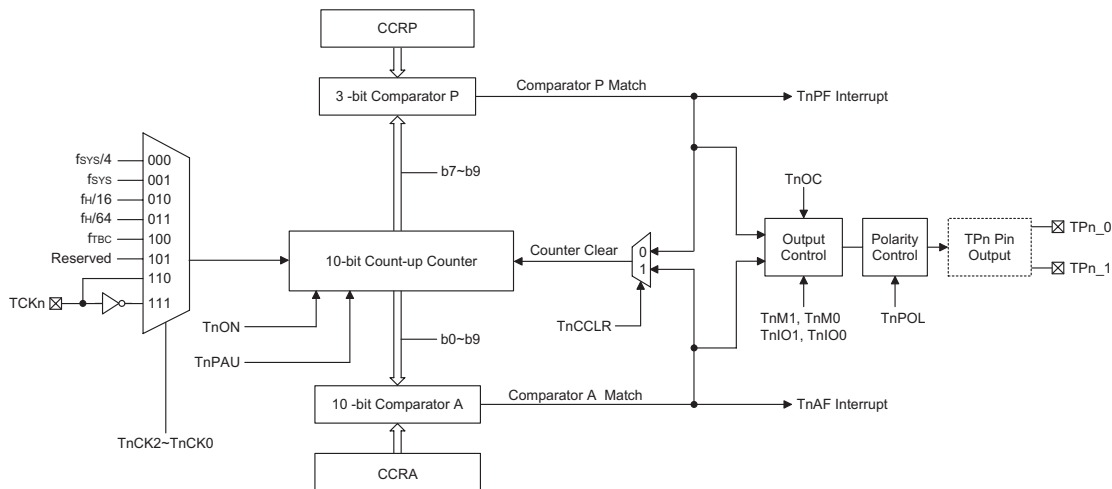 CCRP
3 -bit Comparator P
Comparator P Match
TnPF Interrupt
b7~b9
fSYS/4
000
fSYS
001
fH/16
010
fH/64
011
fTBC
100
Reserved
101
110
TCKn
111
10-bit Count-up Counter
Counter Clear
0
1
TnOC
Output
Control
Polarity
Control
TPn Pin
Output
TPn_0
TPn_1
TnON
TnPAU
b0~b9
TnCCLR
TnM1, TnM0
TnIO1, TnIO0
TnPOL
10 -bit Comparator A
Comparator A Match
TnAF Interrupt
TnCK2~TnCK0
CCRA